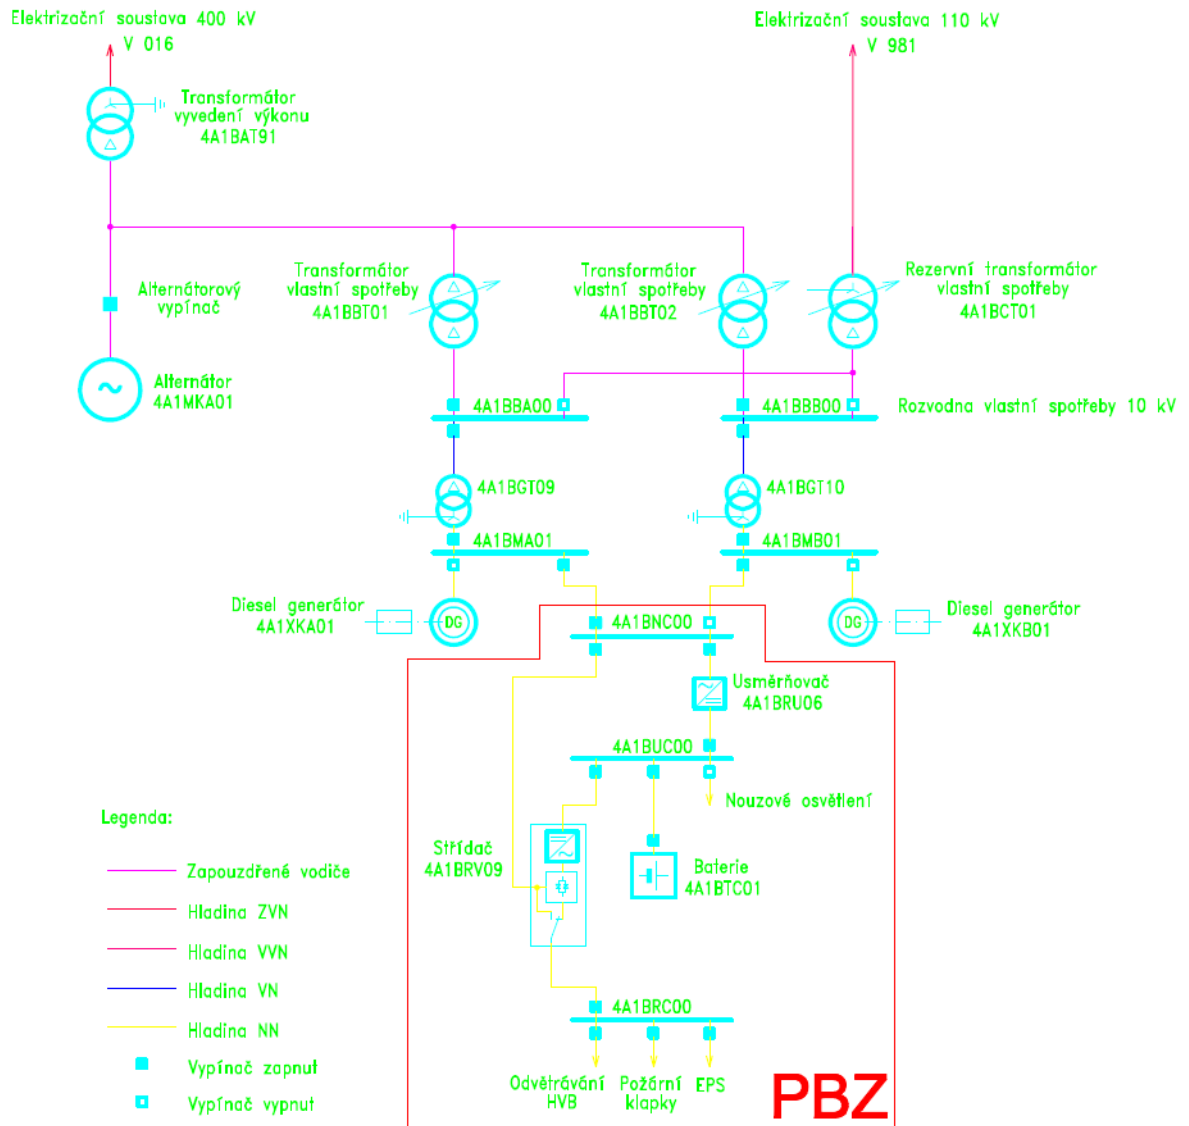 Elektrizační soustava 400 kV
V 016
Elektrizační soustava 110 kV
V 981
Transformátor
vyvedení výkonu
4A1BAT91
Transformátor
vlastní spotřeby
4A1BBT01
Transformátor
vlastní spotřeby
4A1BBT02
Rezervní transformátor
vlastní spotřeby
4A1BCT01
Alternátorový
vypínač
Alternátor
4A1MKA01
4A1BBA00
4A1BBB00
Rozvodna vlastní spotřeby 10 kV
4A1BGT09
4A1BGT10
4A1BMA01
4A1BMB01
Diesel generátor
4A1XKA01
DG
4A1BNC00
DG
Diesel generátor
4A1XKB01
Usměrňovač
4A1BRU06
4A1BUC00
Nouzové osvětlení
Střídač
4A1BRV09
Baterie
4A1BTC01
4A1BRC00
Odvětrávání
HVB
Požární
klapky
EPS
PBZ
Legenda:
Zapouzdřené vodiče
Hladina ZVN
Hladina VVN
Hladina VN
Hladina NN
Vypínač zapnut
Vypínač vypnut